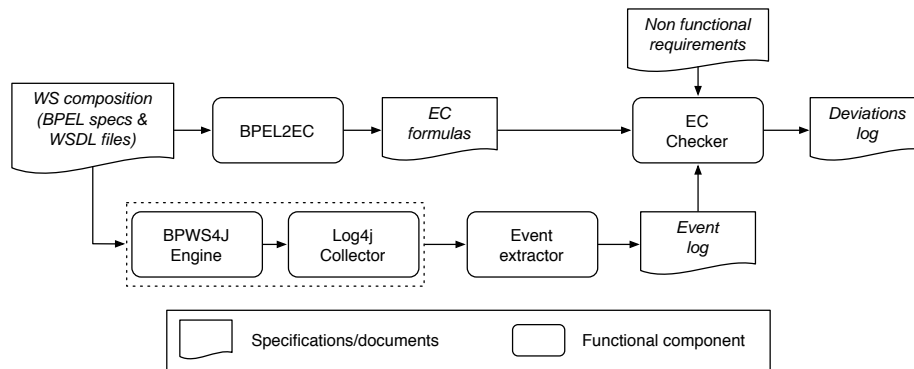 Non functional
requirements
WS composition
(BPEL specs &
WSDL files)
BPEL2EC
EC
formulas
EC
Checker
Deviations
log
BPWS4J
Engine
Log4j
Collector
Event
extractor
Event
log
Specifications/documents
Functional component